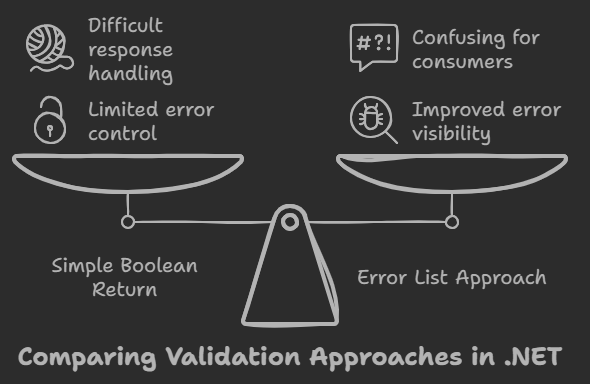 Difficult
response
handling
Limited error
control
#?!
Confusing for
consumers
Improved error
visibility
Simple Boolean
Return
Error List Approach
Comparing Validation Approaches in .NET